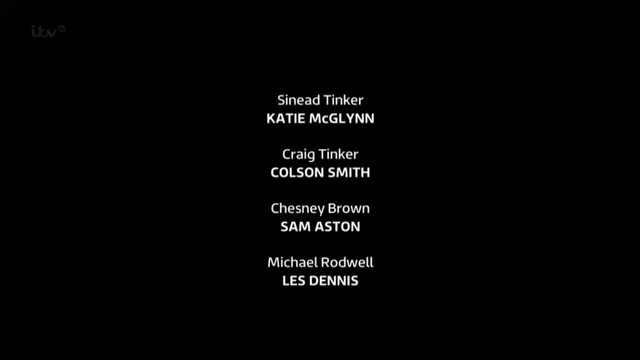 itv
Sinead Tinker
KATIE McGLYNN
Craig Tinker
COLSON SMITH
Chesney Brown
SAM ASTON
Michael Rodwell
LES DENNIS